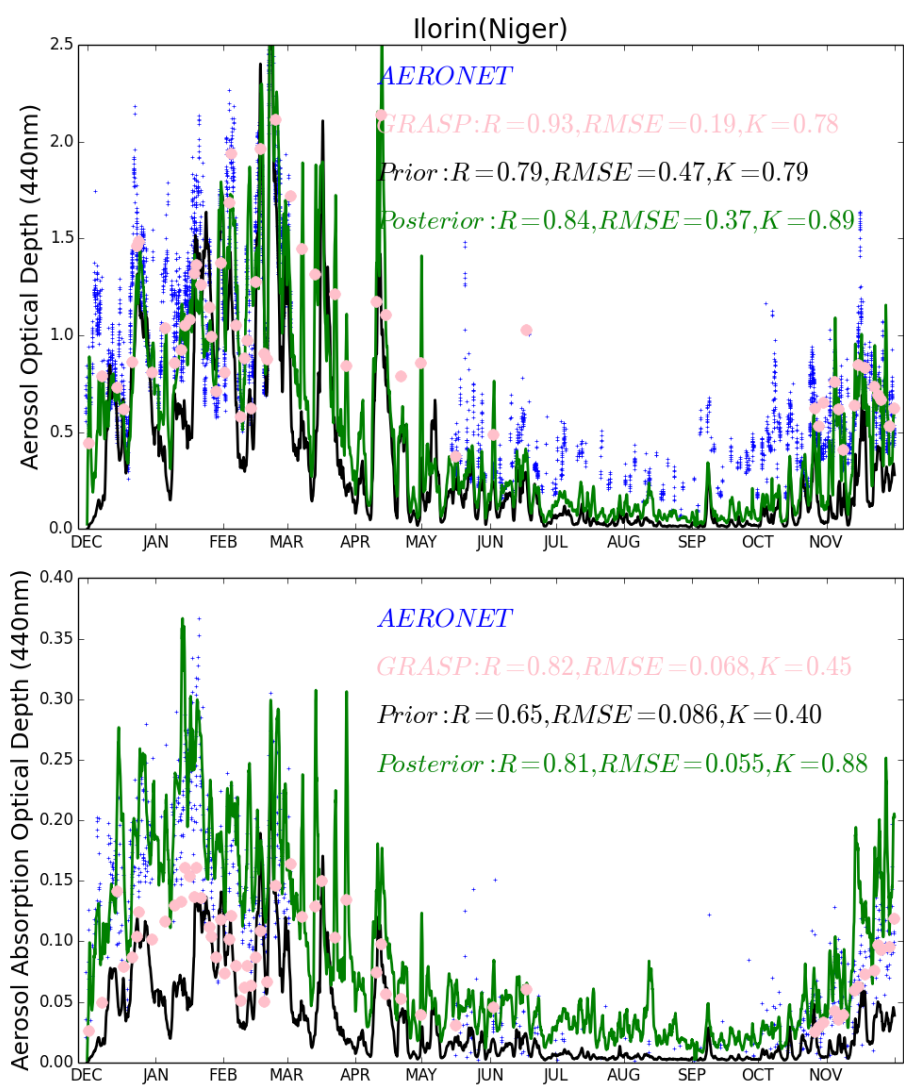 Ilorin(Niger)
2.5
AERONET
GRASP:R=0.93,RMSE=0.19,K=0.78
2.0
Prior:R=0.79,RMSE=0.47,K=0.79
Posterior:R=0.84,RMSE=0.37,K=0.89
1.5
Aerosol Optical Depth (440nm)
1.0
0.5
0.0
DEC JAN FEB MAR APR MAY JUN JUL AUG SEP OCT NOV
0.40
AERONET
0.35
GRASP:R=0.82,RMSE=0.068,K=0.45
0.30
Prior:R=0.65,RMSE=0.086,K=0.40
Posterior:R=0.81,RMSE=0.055,K=0.88
0.25
Aerosol Absorption Optical Depth (440nm)
0.20
0.15
0.10
0.05
0.00
DEC JAN FEB MAR APR MAY JUN JUL AUG SEP OCT NOV